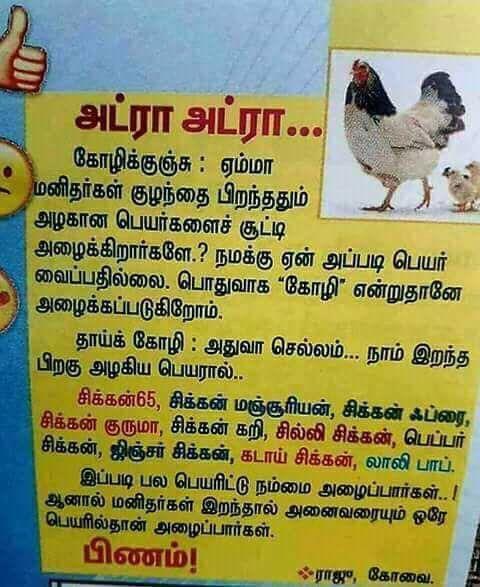 அட்ரா அட்ரா...
கோழிக்குஞ்சு : ஏம்மா
மனிதர்கள் குழந்தை பிறந்ததும்
அழகான பெயர்களைச் சூட்டி
அழைக்கிறார்களே.? நமக்கு ஏன் அப்படி பெயர்
வைப்பதில்லை. பொதுவாக "கோழி" என்றுதானே
அழைக்கப்படுகிறோம்.
தாய்க் கோழி : அதுவா செல்லம்... நாம் இறந்த
பிறகு அழகிய பெயரால்..
சிக்கன்65, சிக்கன் மஞ்சூரியன், சிக்கன் ஃப்ரை,
சிக்கன் குருமா, சிக்கன் கறி, சில்லி சிக்கன், பெப்பர்
சிக்கன், ஜிஞ்சர் சிக்கன், கடாய் சிக்கன், லாலி பாப்.
இப்படி பல பெயரிட்டு நம்மை அழைப்பார்கள்..!
ஆனால் மனிதர்கள் இறந்தால் அனைவரையும் ஒரே
பெயரில்தான் அழைப்பார்கள்.
பிணம்!
❖ராஜு, கோவை.